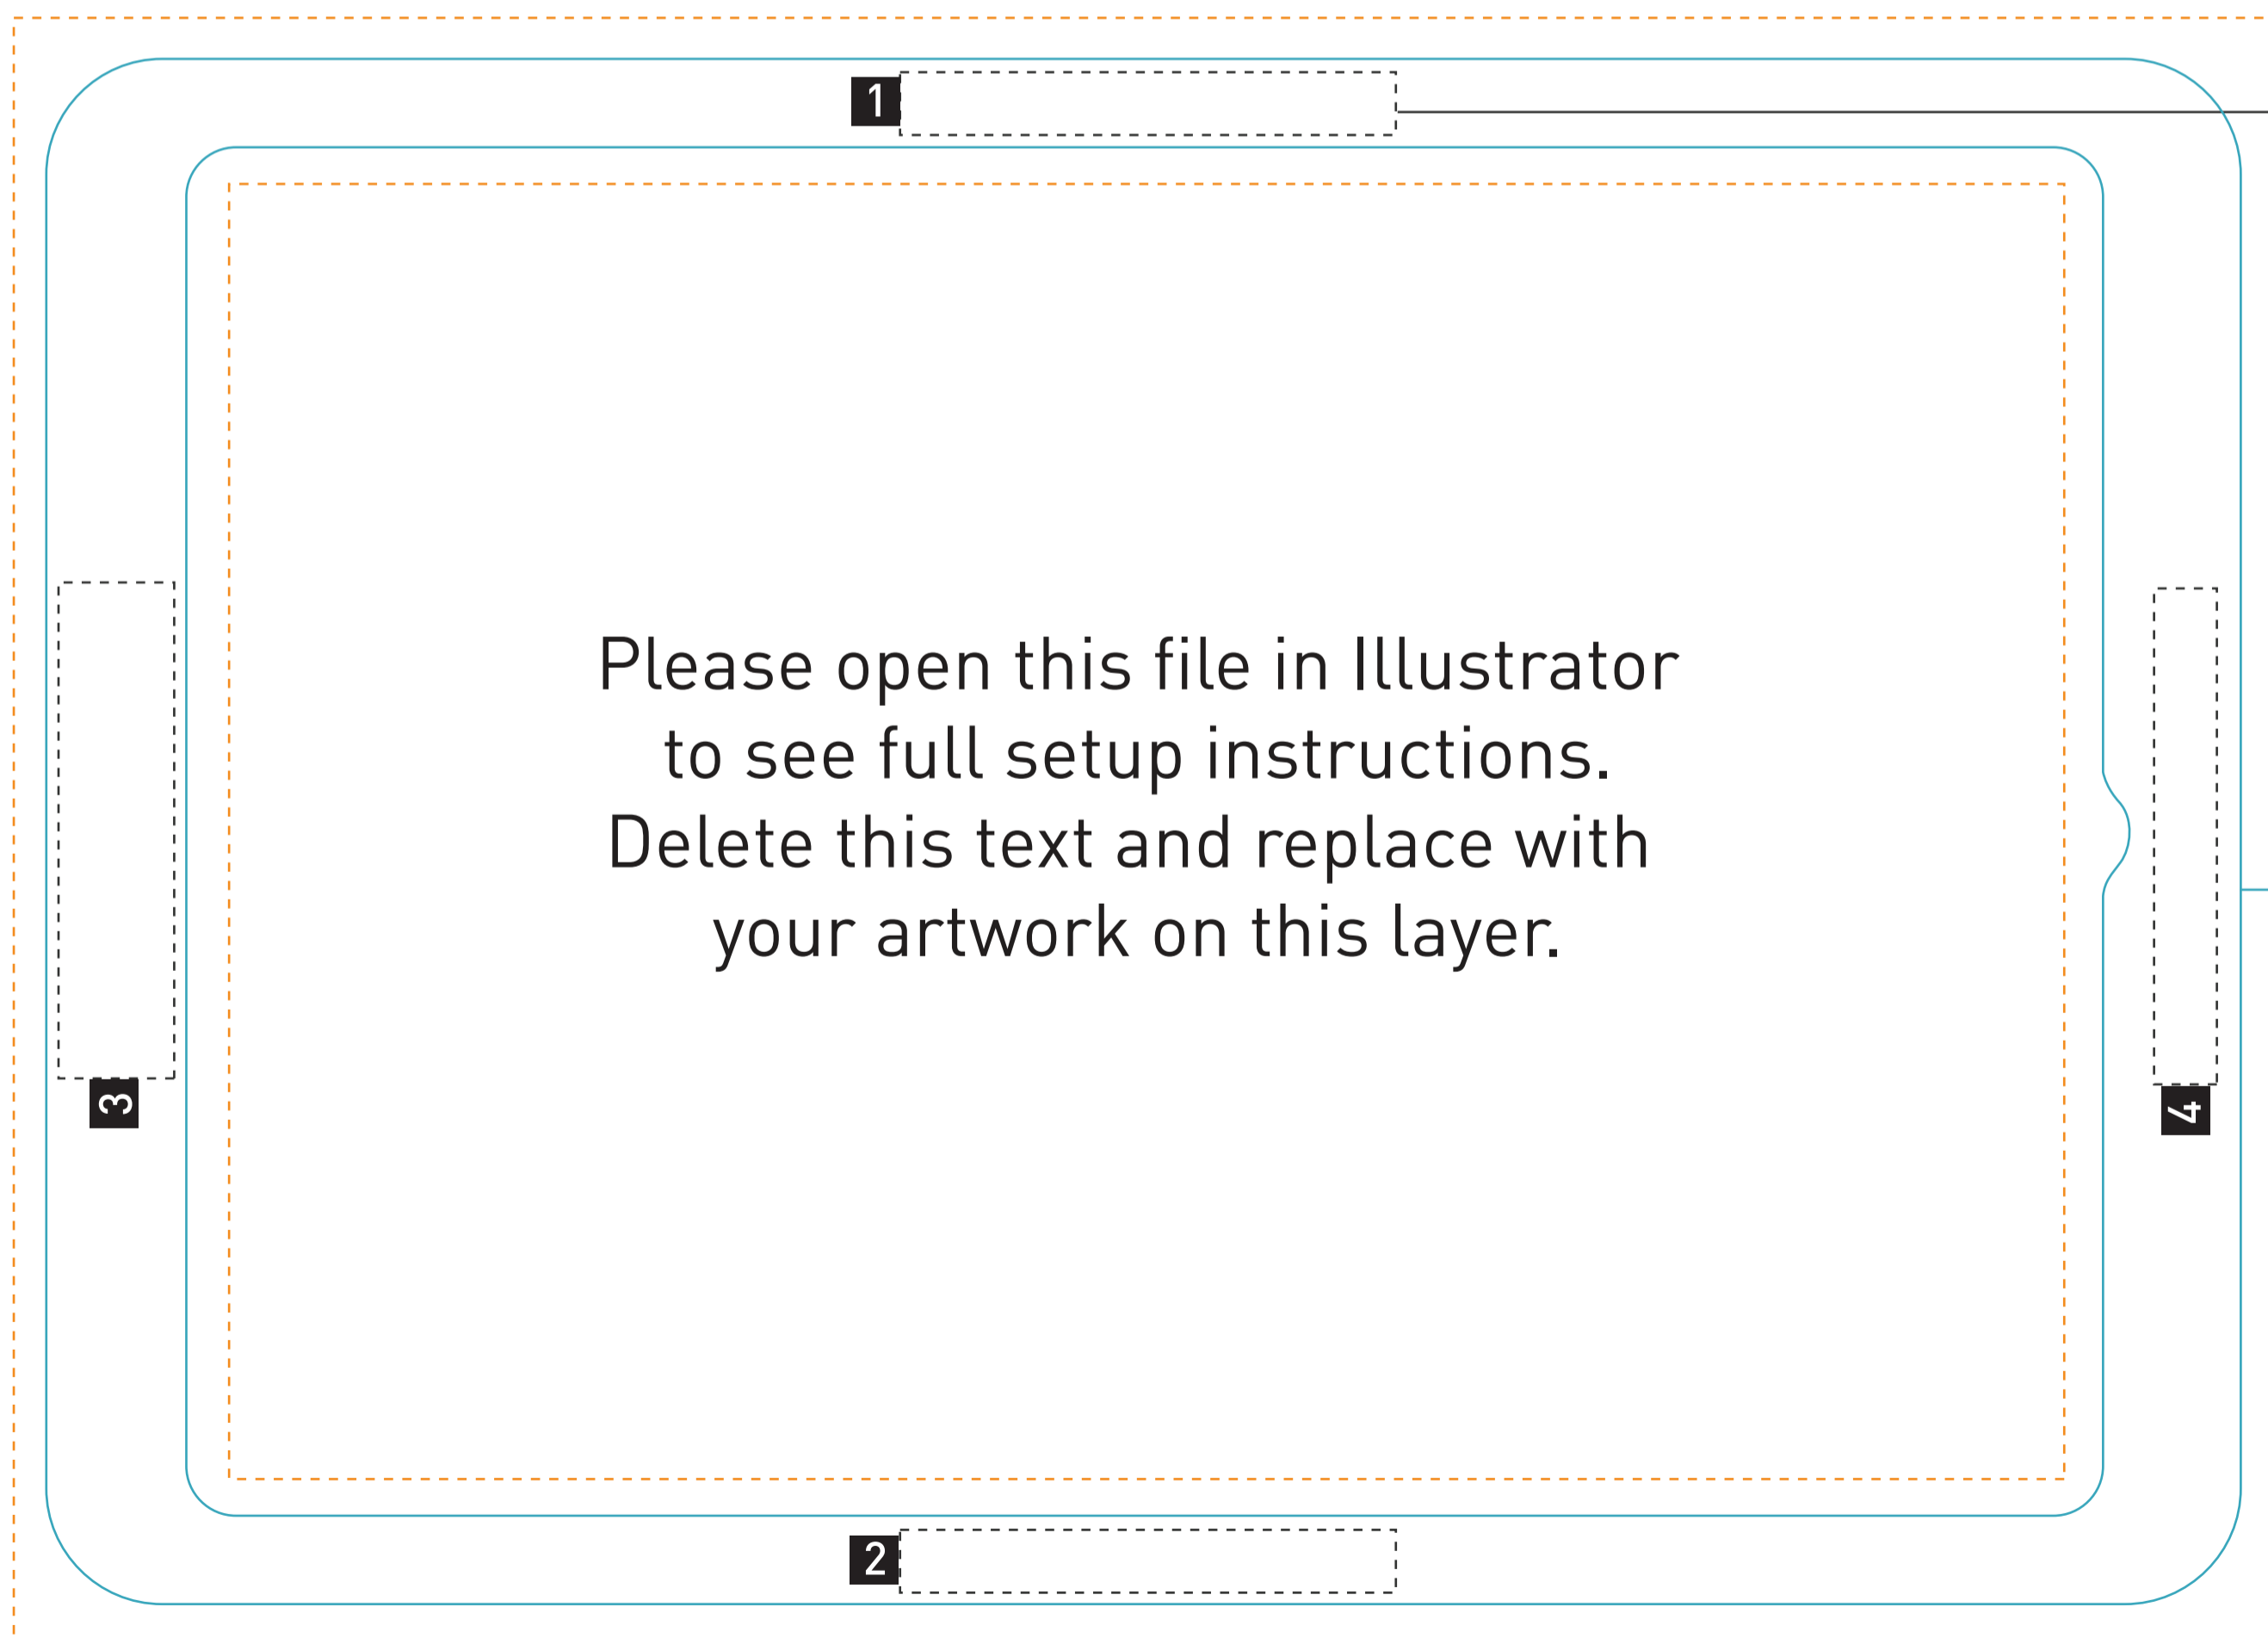 1
Please open this file in Illustrator
to see full setup instructions.
Delete this text and replace with
your artwork on this layer.
3
4
2